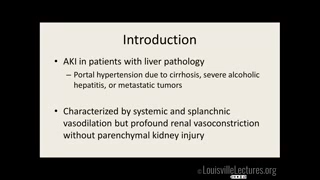 Introduction
• AKI in patients with liver pathology
– Portal hypertension due to cirrhosis, severe alcoholic
hepatitis, or metastatic tumors
• Characterized by systemic and splanchnic
vasodilation but profound renal vasoconstriction
without parenchymal kidney injury
LouisvilleLectures.org